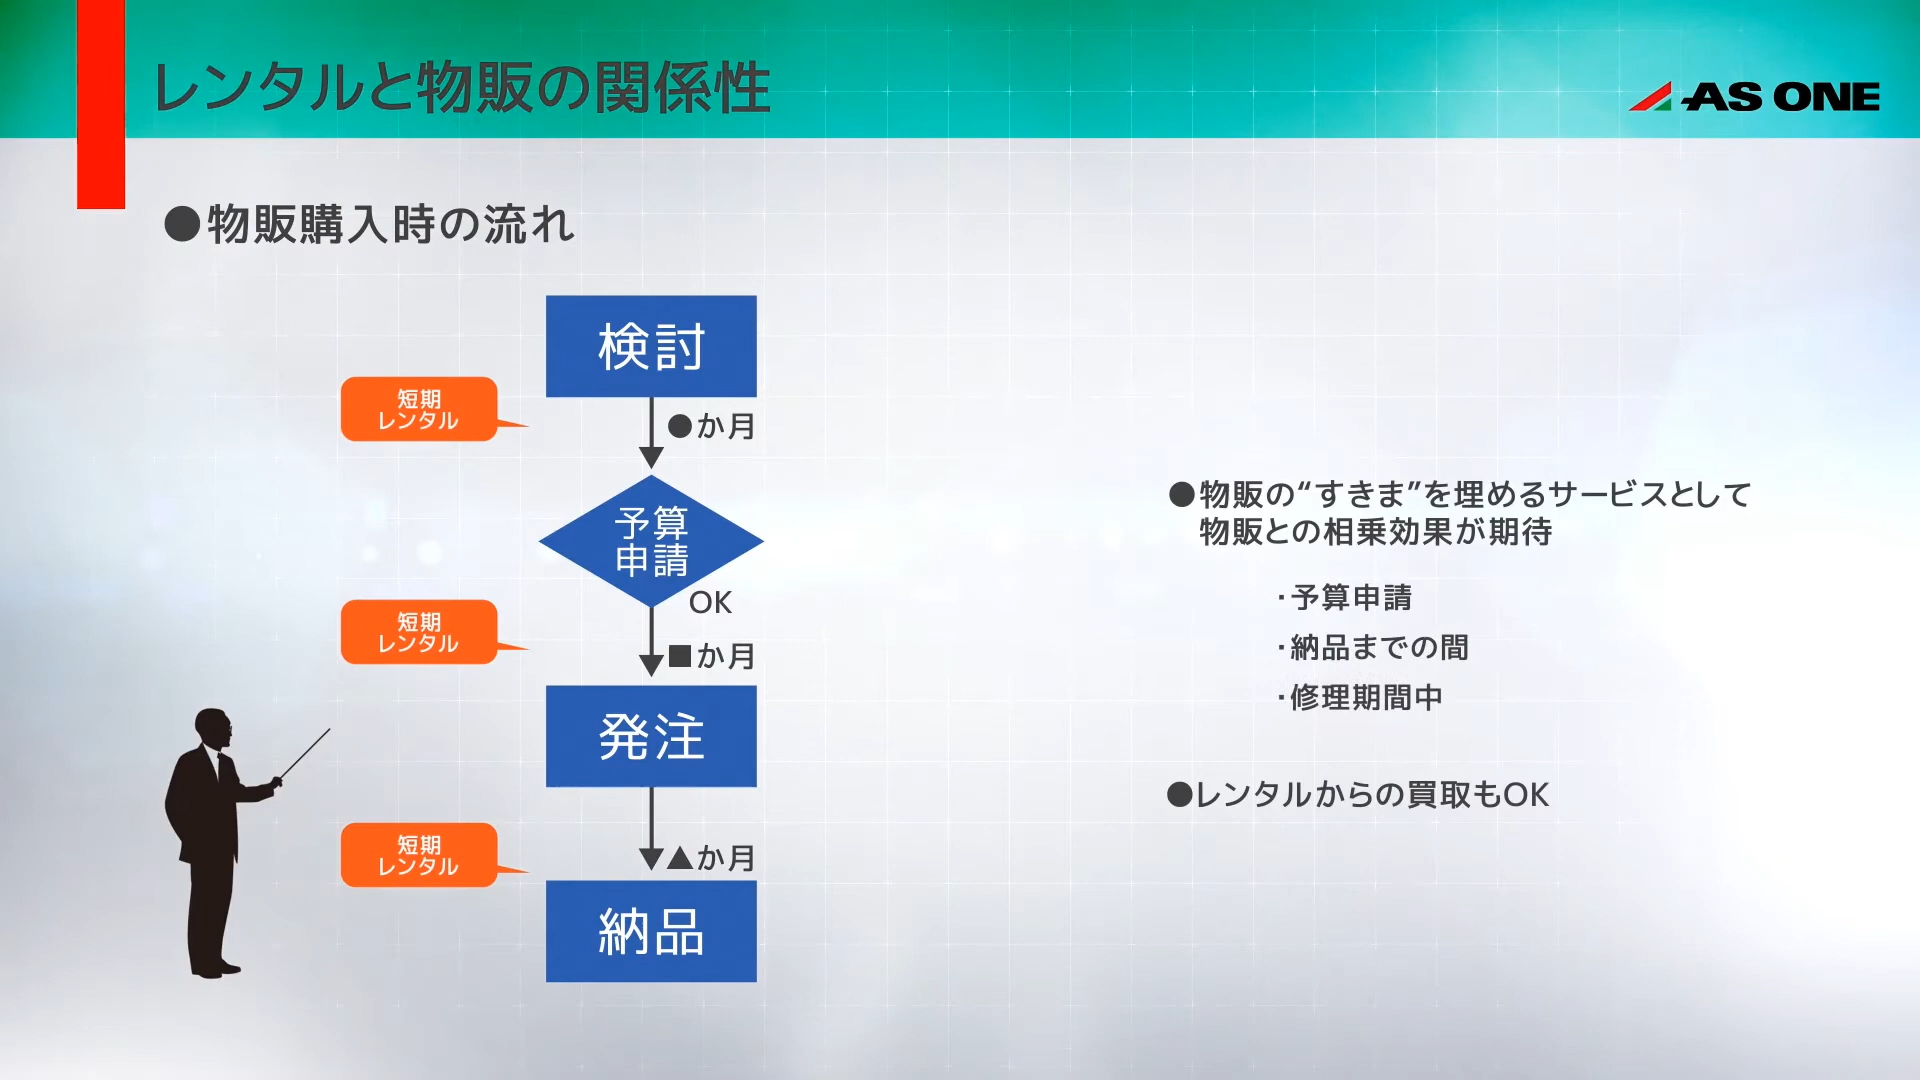 レンタルと物販の関係性
AS ONE
●物販購入時の流れ
検討
短期
レンタル
●か月
予算
申請
OK
短期
レンタル
■か月
発注
短期
レンタル
▲か月
納品
●物販の“すきま”を埋めるサービスとして
物販との相乗効果が期待
・予算申請
・納品までの間
・修理期間中
●レンタルからの買取もOK